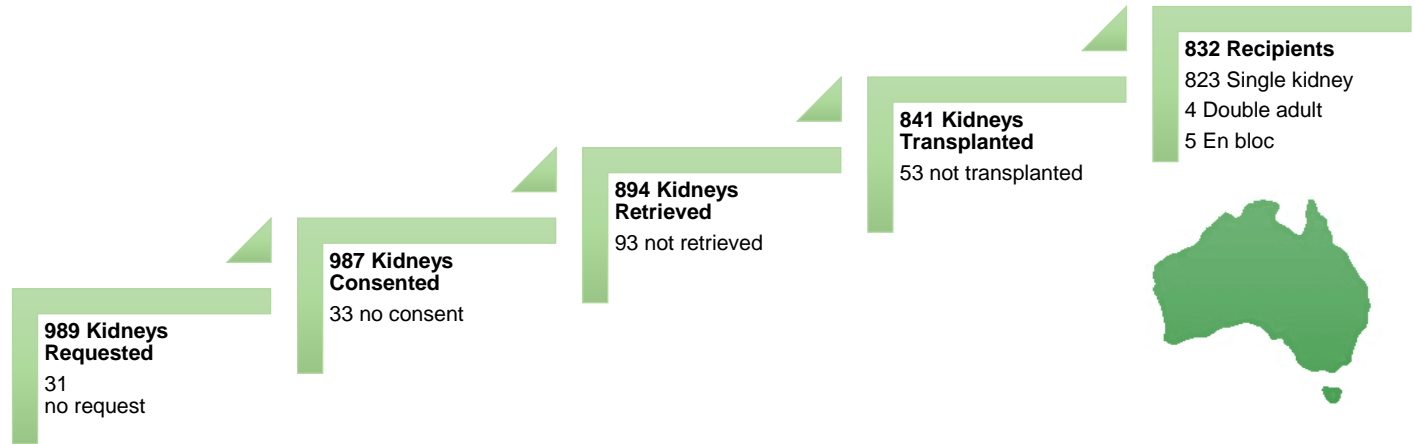 989 Kidneys
Requested
31
no request
987 Kidneys
Consented
33 no consent
894 Kidneys
Retrieved
93 not retrieved
841 Kidneys
Transplanted
53 not transplanted
832 Recipients
823 Single kidney
4 Double adult
5 En bloc